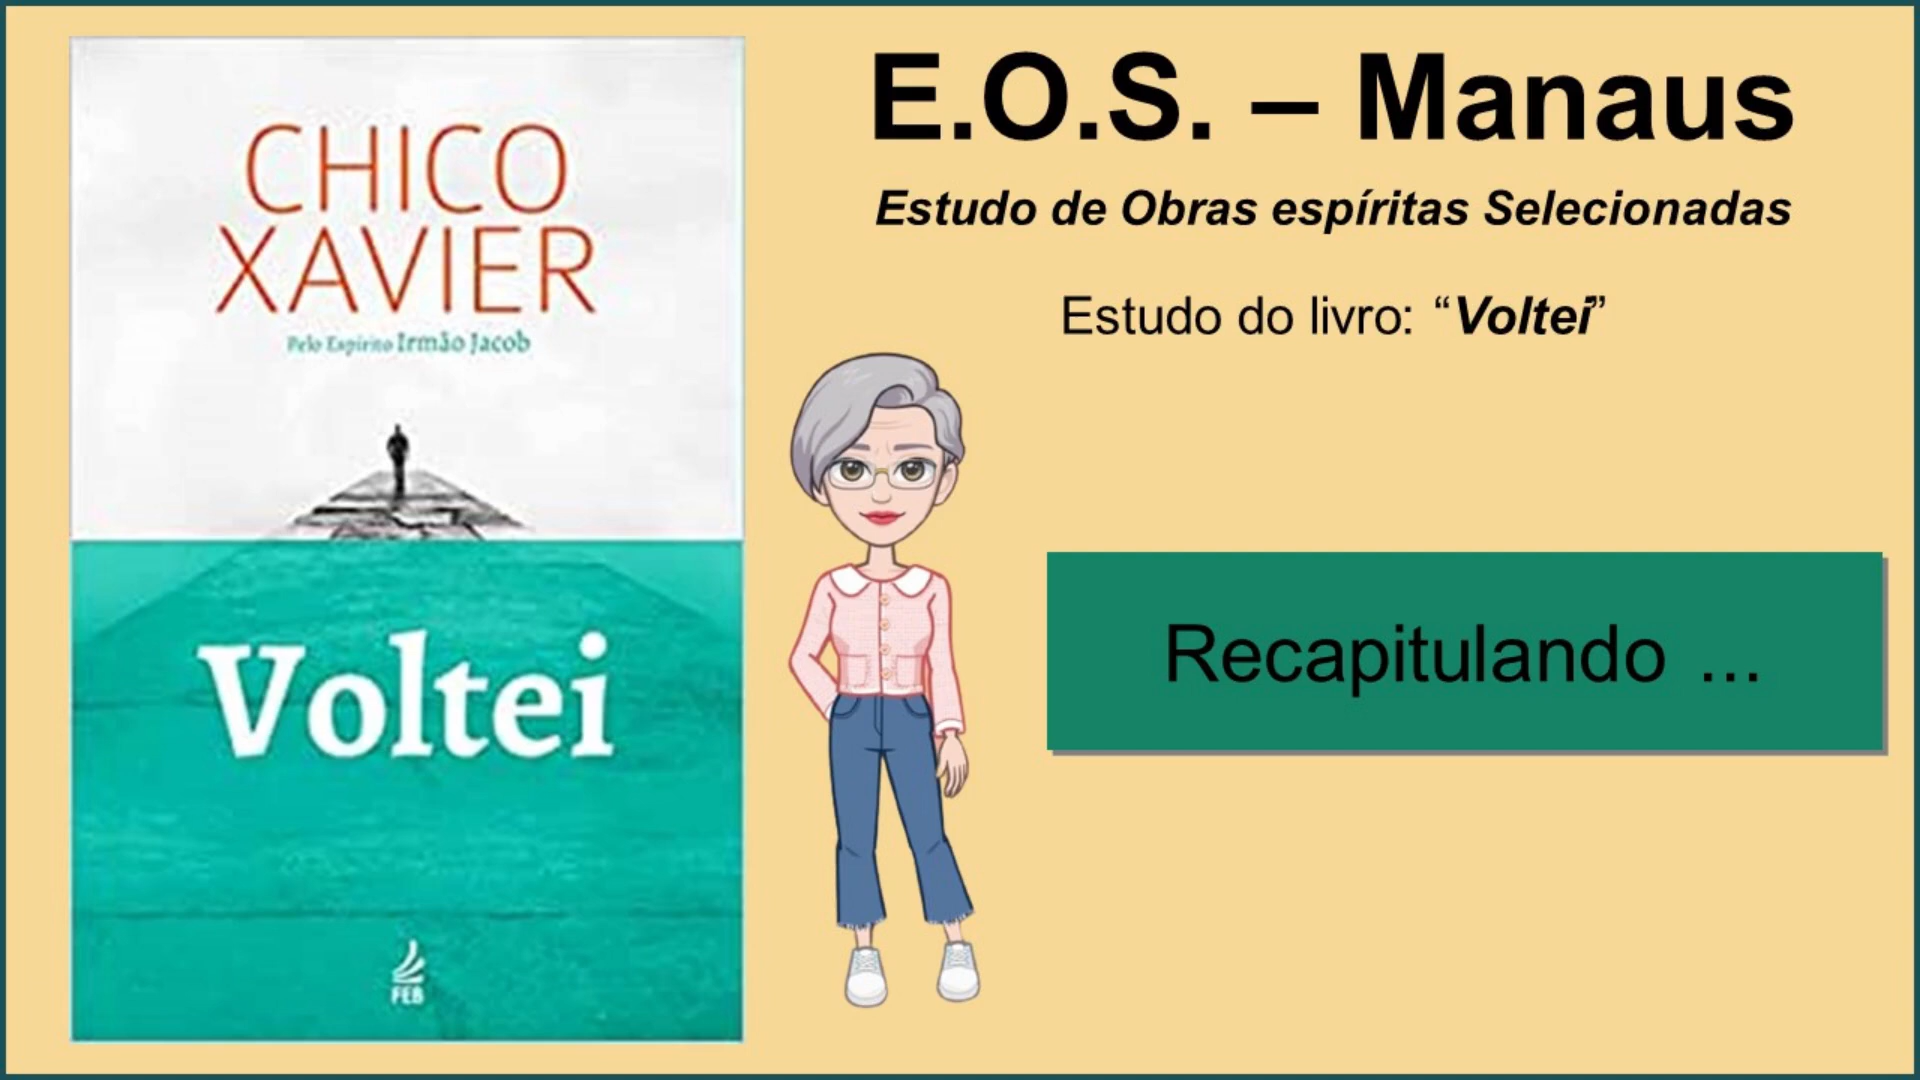 CHICO
XAVIER
Pelo Espírito Irmão Jacob
Voltei
FEB
E.O.S. – Manaus
Estudo de Obras espíritas Selecionadas
Estudo do livro: “Voltei”
Recapitulando ...